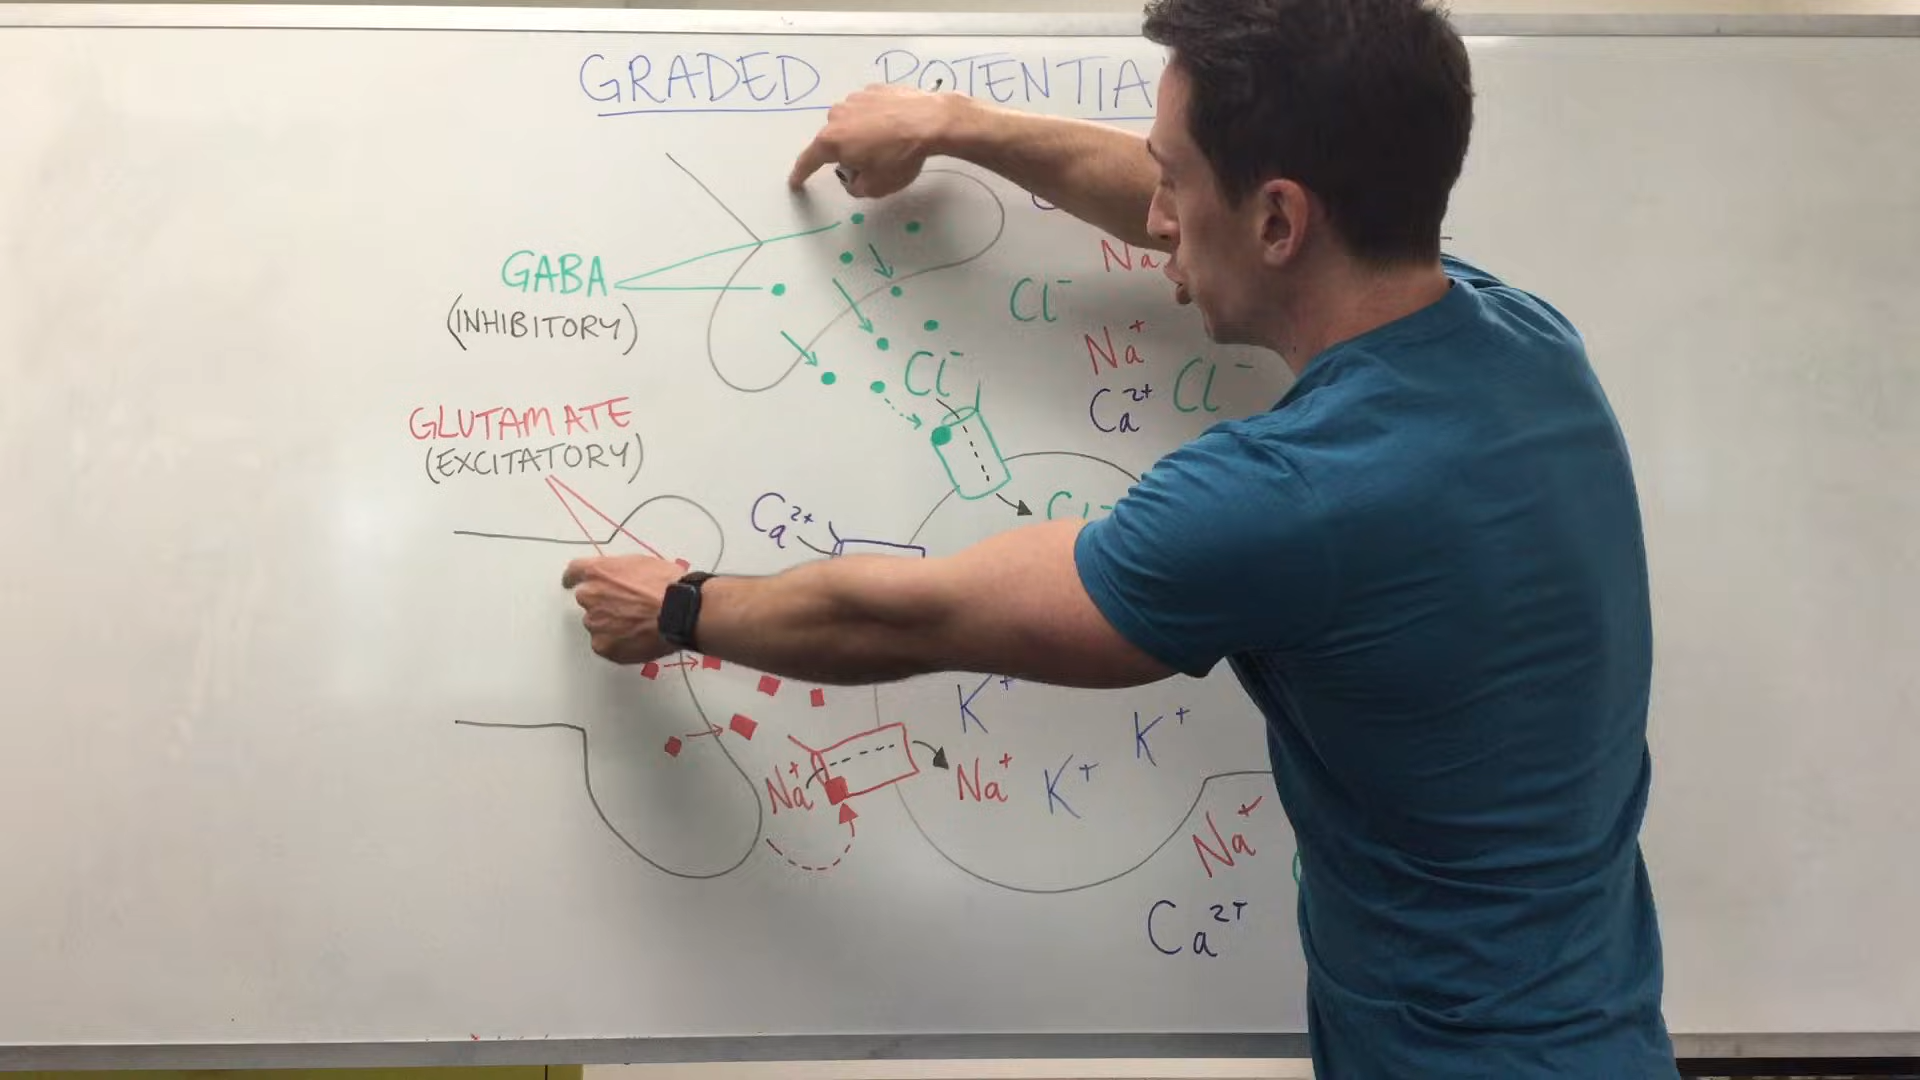 GRADED POTENTIA
Na
GABA
(INHIBITORY)
Cl⁻
Na⁺
Cl⁻
Cl⁻
Ca²⁺
GLUTAMATE
(EXCITATORY)
Ca²⁺
K⁺
K⁺
Na⁺
Na⁺
K⁺
Na⁺
Ca²⁺